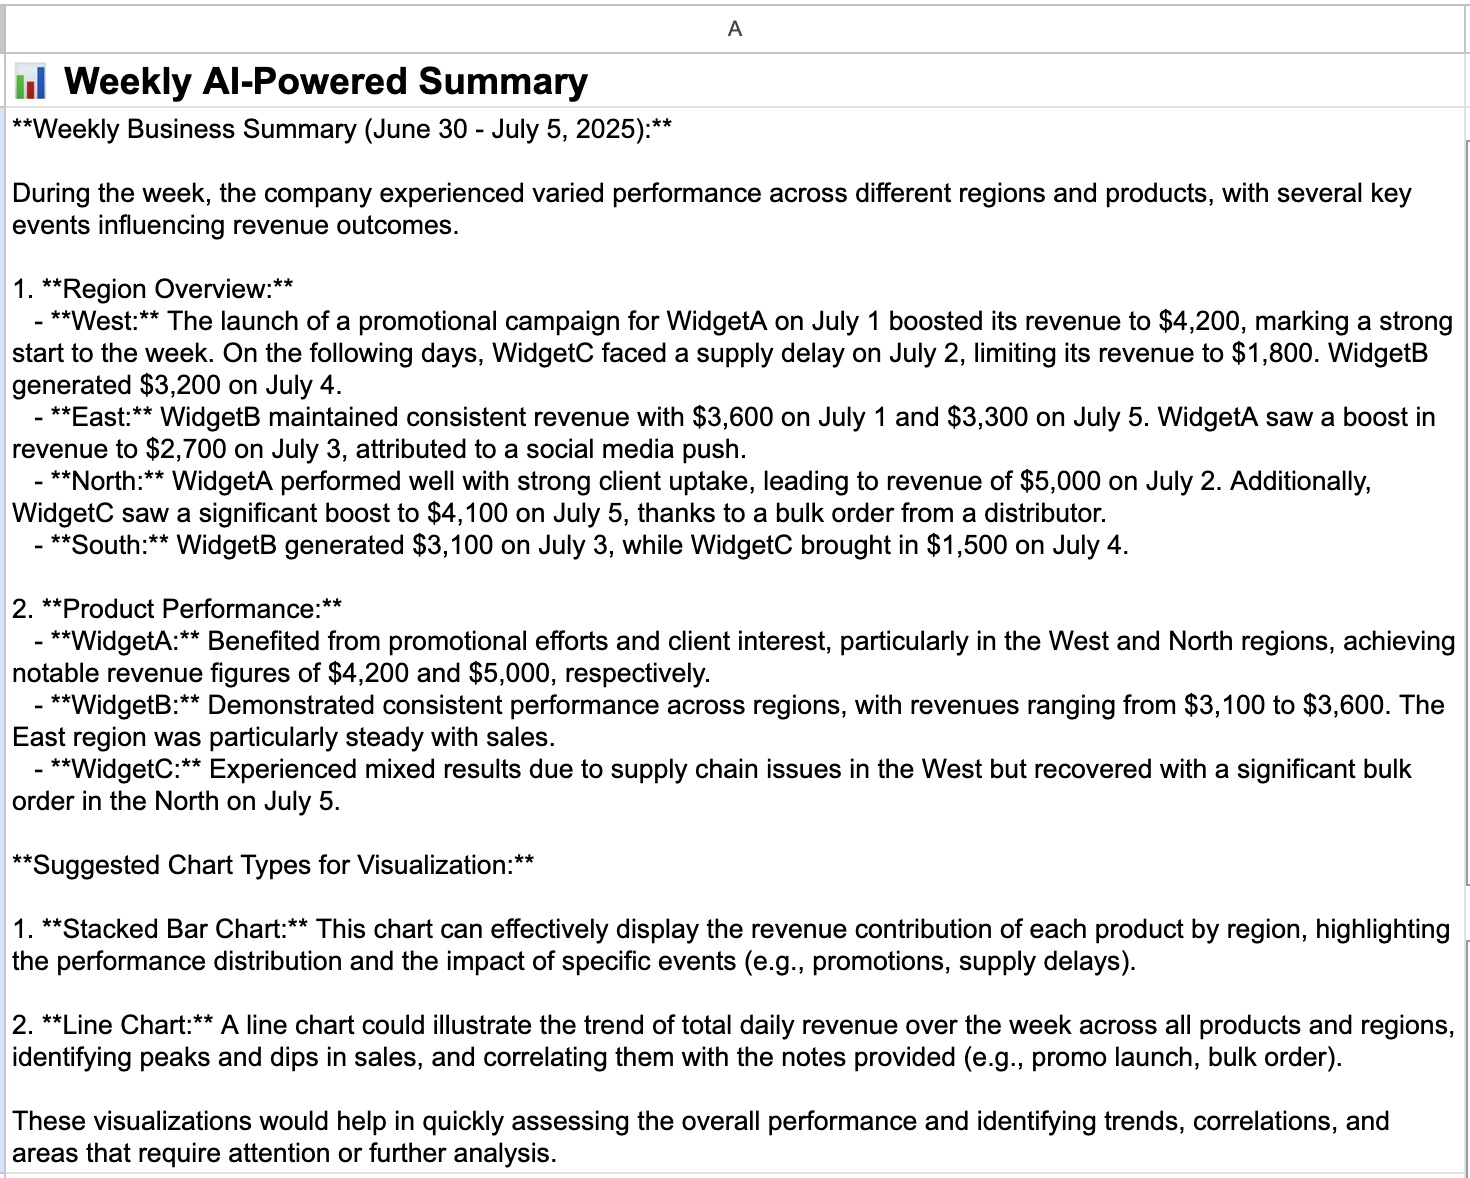 A
📊 Weekly AI-Powered Summary
**Weekly Business Summary (June 30 - July 5, 2025):**
During the week, the company experienced varied performance across different regions and products, with several key
events influencing revenue outcomes.
1. **Region Overview:**
- **West:** The launch of a promotional campaign for WidgetA on July 1 boosted its revenue to $4,200, marking a strong
start to the week. On the following days, WidgetC faced a supply delay on July 2, limiting its revenue to $1,800. WidgetB
generated $3,200 on July 4.
- **East:** WidgetB maintained consistent revenue with $3,600 on July 1 and $3,300 on July 5. WidgetA saw a boost in
revenue to $2,700 on July 3, attributed to a social media push.
- **North:** WidgetA performed well with strong client uptake, leading to revenue of $5,000 on July 2. Additionally,
WidgetC saw a significant boost to $4,100 on July 5, thanks to a bulk order from a distributor.
- **South:** WidgetB generated $3,100 on July 3, while WidgetC brought in $1,500 on July 4.
2. **Product Performance:**
- **WidgetA:** Benefited from promotional efforts and client interest, particularly in the West and North regions, achieving
notable revenue figures of $4,200 and $5,000, respectively.
- **WidgetB:** Demonstrated consistent performance across regions, with revenues ranging from $3,100 to $3,600. The
East region was particularly steady with sales.
- **WidgetC:** Experienced mixed results due to supply chain issues in the West but recovered with a significant bulk
order in the North on July 5.
**Suggested Chart Types for Visualization:**
1. **Stacked Bar Chart:** This chart can effectively display the revenue contribution of each product by region, highlighting
the performance distribution and the impact of specific events (e.g., promotions, supply delays).
2. **Line Chart:** A line chart could illustrate the trend of total daily revenue over the week across all products and regions,
identifying peaks and dips in sales, and correlating them with the notes provided (e.g., promo launch, bulk order).
These visualizations would help in quickly assessing the overall performance and identifying trends, correlations, and
areas that require attention or further analysis.